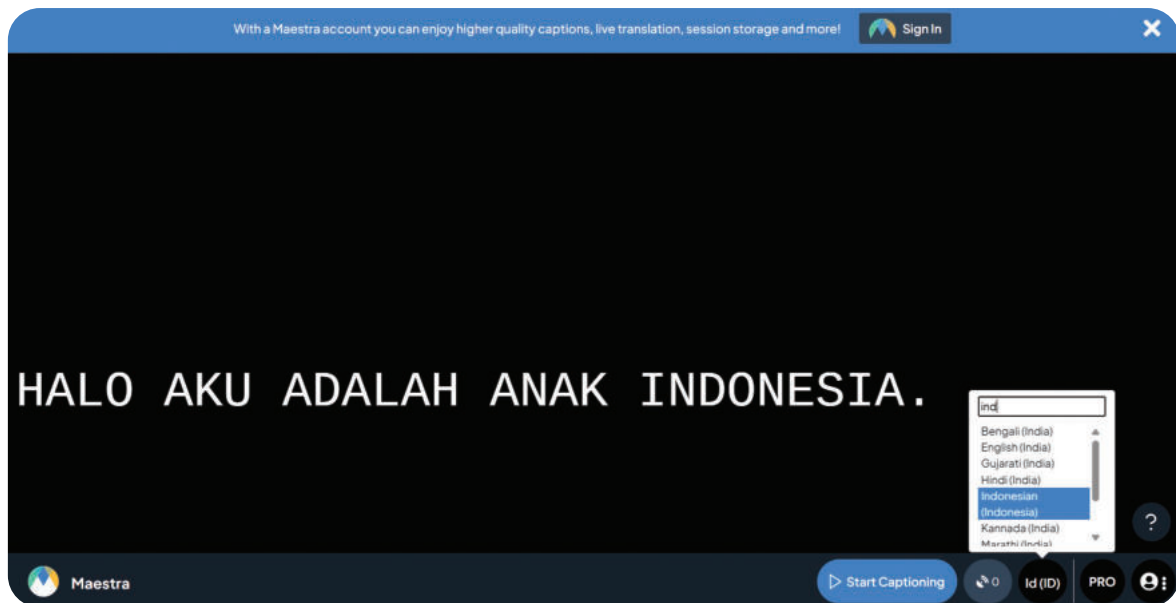 With a Maestra account you can enjoy higher quality captions, live translation, session storage and more!
Sign In
HALO AKU ADALAH ANAK INDONESIA.
ind
Bengali (India)
English (India)
Gujarati (India)
Hindi (India)
Indonesian
(Indonesia)
Kannada (India)
Marathi (India)
?
Maestra
Start Captioning
0
Id (ID)
PRO